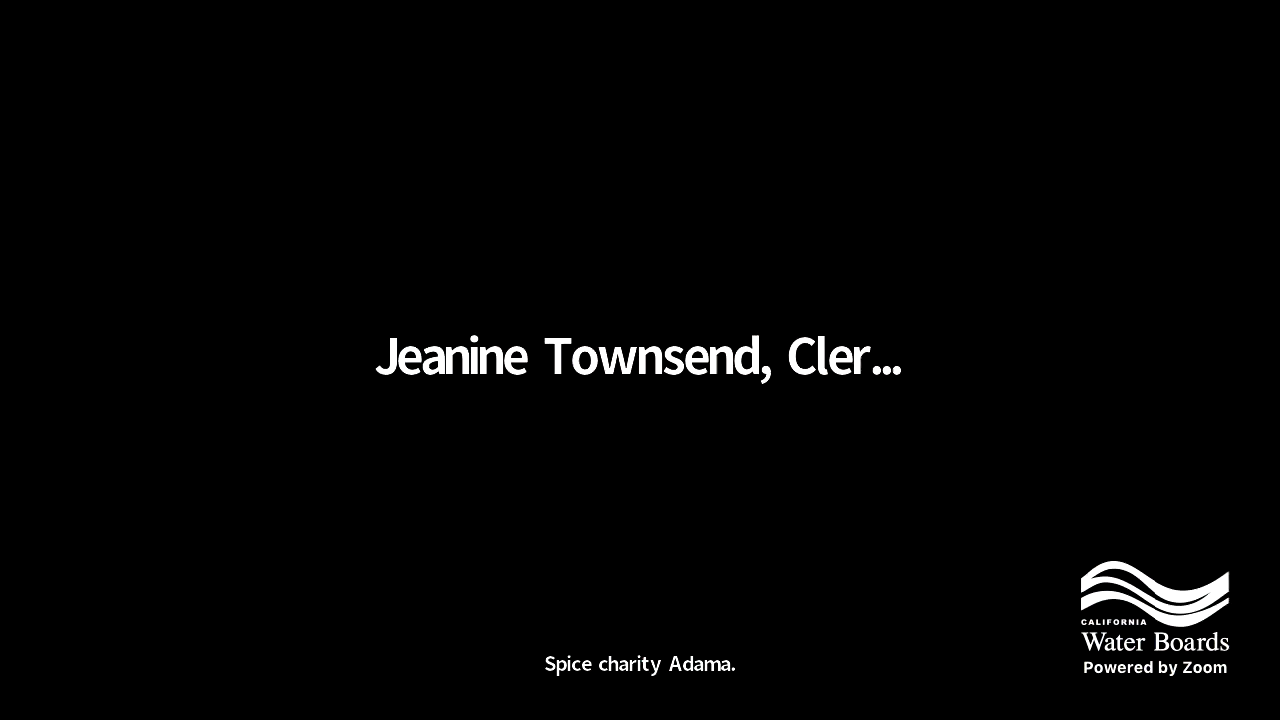 Jeanine Townsend, Cler...
CALIFORNIA
Water Boards
Powered by Zoom
Spice charity Adama.